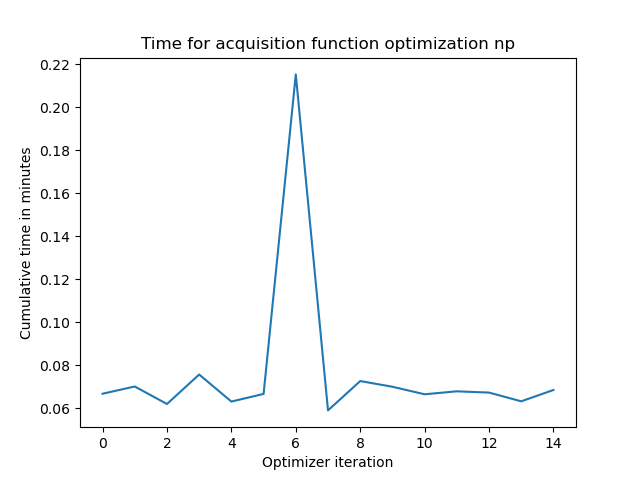 Time for acquisition function optimization np
0.22
0.20
0.18
0.16
0.14
0.12
0.10
0.08
0.06
Cumulative time in minutes
0 2 4 6 8 10 12 14
Optimizer iteration